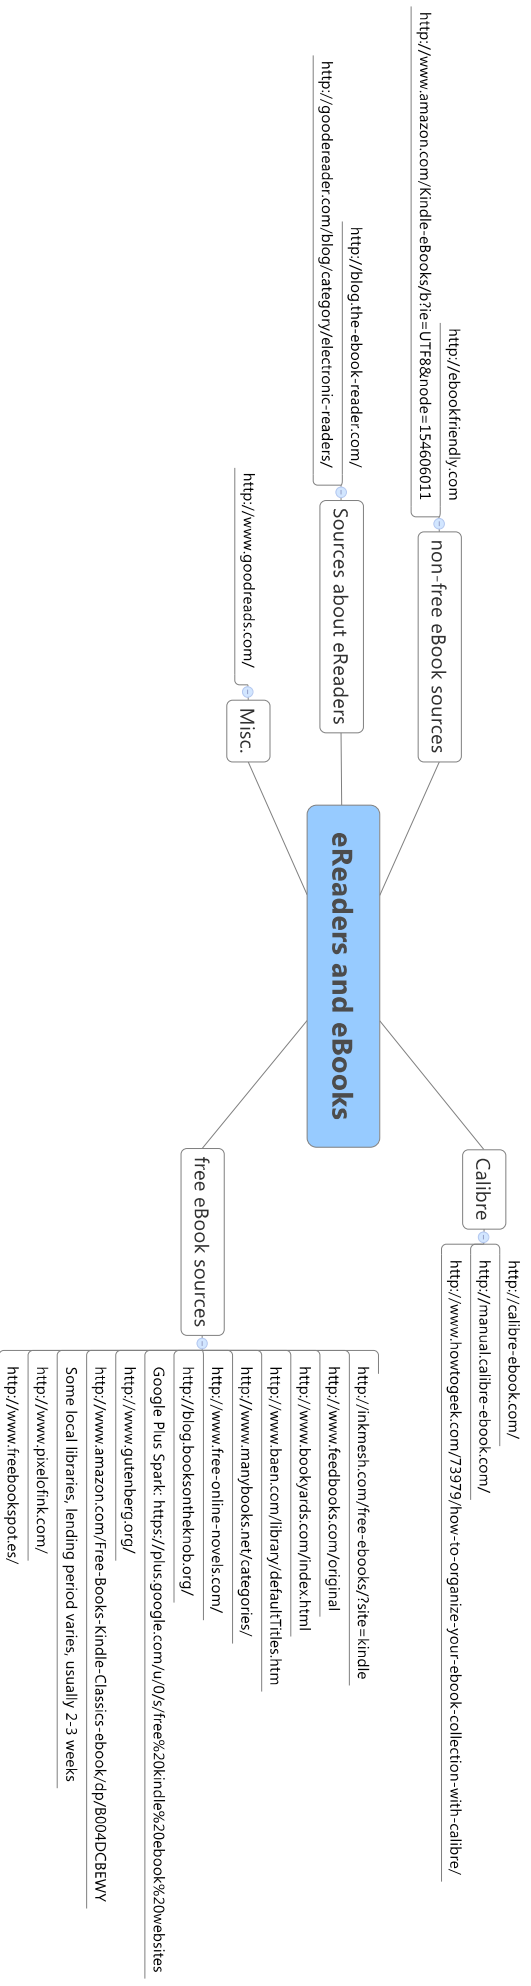 eReaders and eBooks
Calibre
http://calibre-ebook.com/
http://manual.calibre-ebook.com/
http://www.howtogeek.com/73979/how-to-organize-your-ebook-collection-with-calibre/
free eBook sources
http://inkmesh.com/free-ebooks/?site=kindle
http://www.feedbooks.com/original
http://www.bookyards.com/index.html
http://www.baen.com/library/defaultTitles.htm
http://www.manybooks.net/categories/
http://www.free-online-novels.com/
http://blog.booksontheknob.org/
Google Plus Spark: https://plus.google.com/u/0/s/free%20kindle%20ebook%20websites
http://www.gutenberg.org/
http://www.amazon.com/Free-Books-Kindle-Classics-ebook/dp/B004DCBEWY
Some local libraries, lending period varies, usually 2-3 weeks
http://www.pixelofink.com/
http://www.freebookspot.es/
non-free eBook sources
http://ebookfriendly.com
http://www.amazon.com/Kindle-eBooks/b?ie=UTF8&node=154606011
Sources about eReaders
http://blog.the-ebook-reader.com/
http://goodereader.com/blog/category/electronic-readers/
Misc.
http://www.goodreads.com/